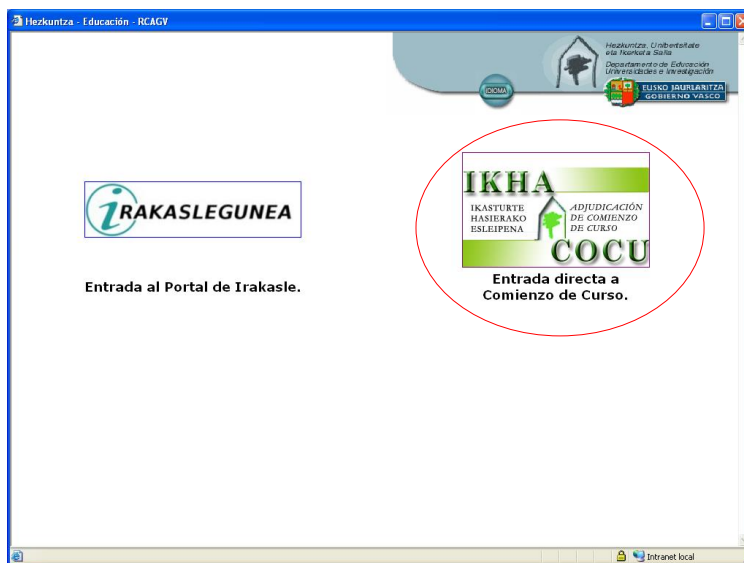 Hezkuntza - Educación - RCAGV
Hezkuntza, Unibertsitate
eta Ikerketa Saila
Departamento de Educación
Universidades e Investigación
IDIOMA
EUSKO JAURLARITZA
GOBIERNO VASCO
iRAKASLEGUNEA
Entrada al Portal de Irakasle.
IKHA
IKASTURTE
HASIERAKO
ESLEIPENA
ADJUDICACIÓN
DE COMIENZO
DE CURSO
COCU
Entrada directa a
Comienzo de Curso.
Intranet local